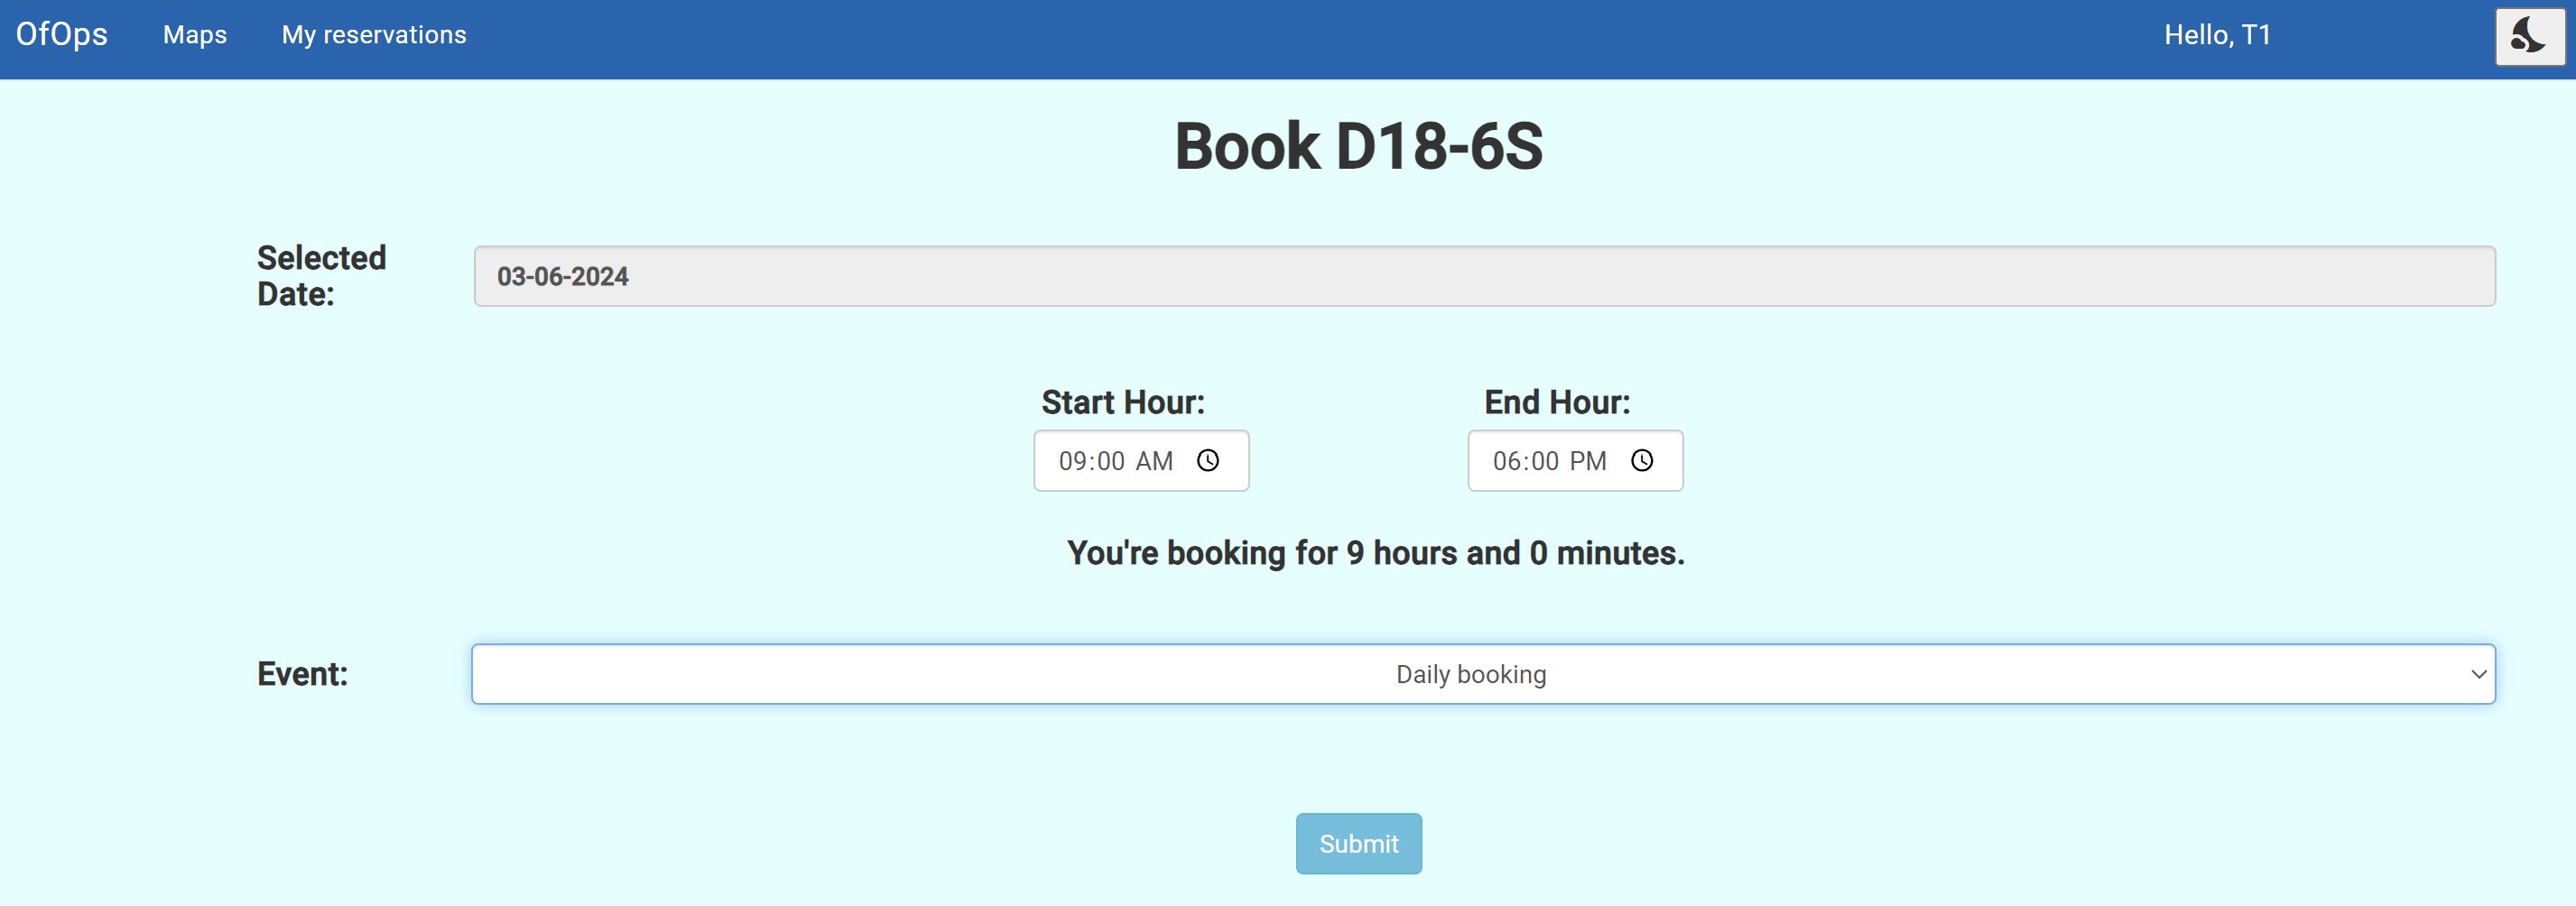 OfOps Maps My reservations Hello, T1
Book D18-6S
Selected
Date:
03-06-2024
Start Hour: End Hour:
09:00 AM 06:00 PM
You're booking for 9 hours and 0 minutes.
Event: Daily booking
Submit